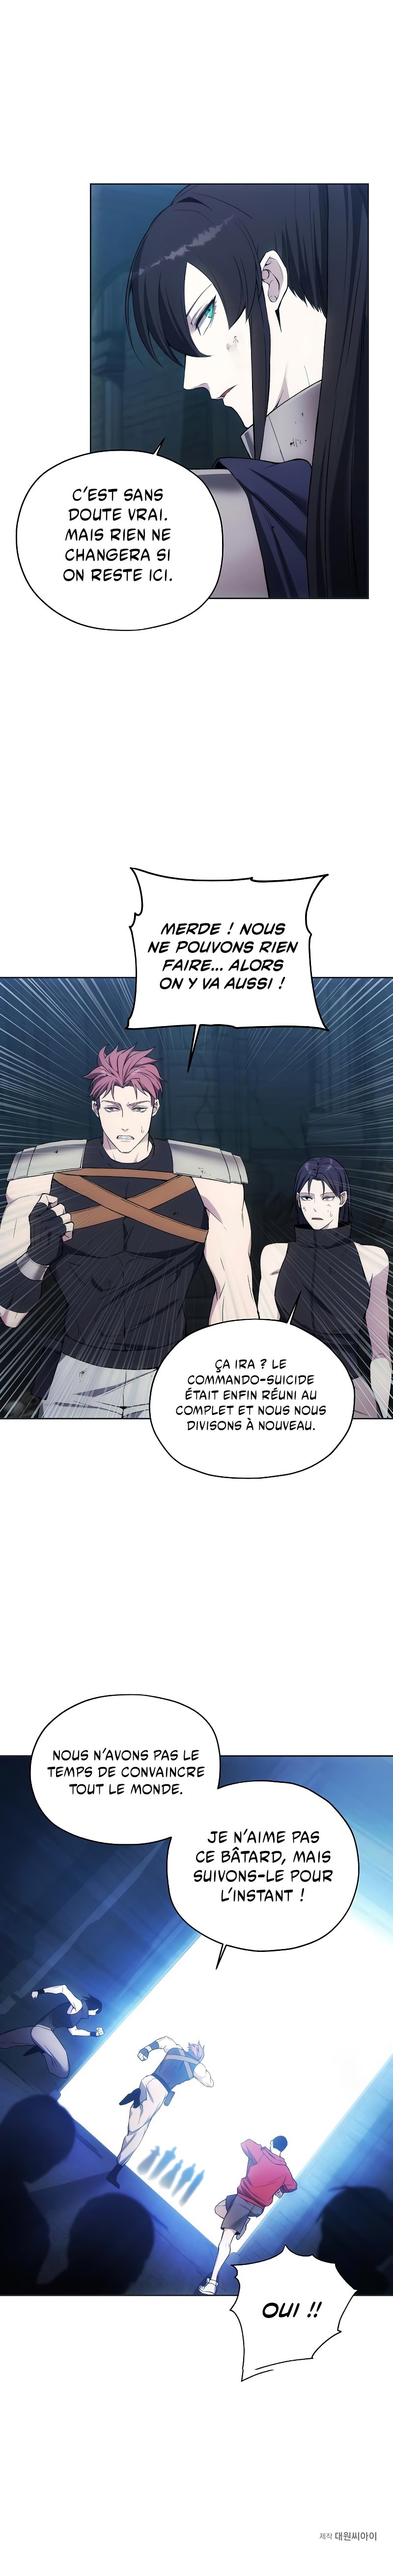 C'EST SANS
DOUTE VRAI.
MAIS RIEN NE
CHANGERA SI
ON RESTE ICI.
MERDE ! NOUS
NE POUVONS RIEN
FAIRE... ALORS
ON Y VA AUSSI !
ÇA IRA ? LE
COMMANDO-SUICIDE
ÉTAIT ENFIN RÉUNI AU
COMPLET ET NOUS NOUS
DIVISONS À NOUVEAU.
NOUS N'AVONS PAS LE
TEMPS DE CONVAINCRE
TOUT LE MONDE.
JE N'AIME PAS
CE BÂTARD, MAIS
SUIVONS-LE POUR
L'INSTANT !
OUI !!
제작 대원씨아이